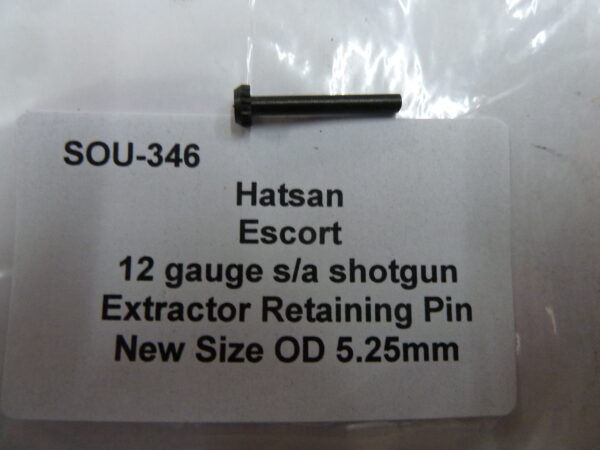 SOU-346
Hatsan
Escort
12 gauge s/a shotgun
Extractor Retaining Pin
New Size OD 5.25mm